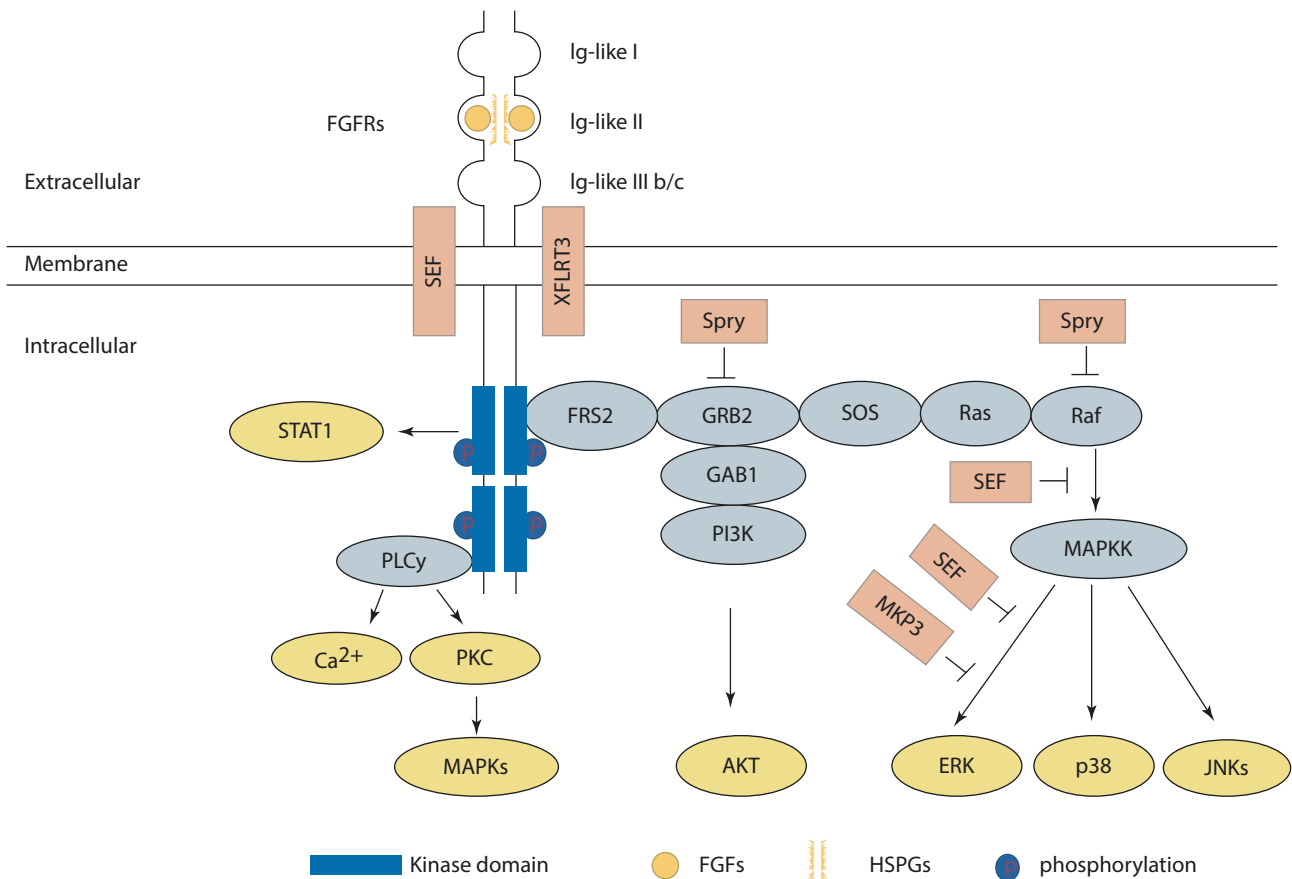 Ig-like I
FGFRs
Ig-like II
Extracellular
Ig-like III b/c
SEF
XFLRT3
Membrane
Intracellular
Spry
Spry
STAT1
FRS2
GRB2
SOS
Ras
Raf
p
p
GAB1
SEF
p
p
PI3K
PLCy
MAPKK
SEF
MKP3
Ca2+
PKC
MAPKs
AKT
ERK
p38
JNKs
Kinase domain
FGFs
HSPGs
p
phosphorylation